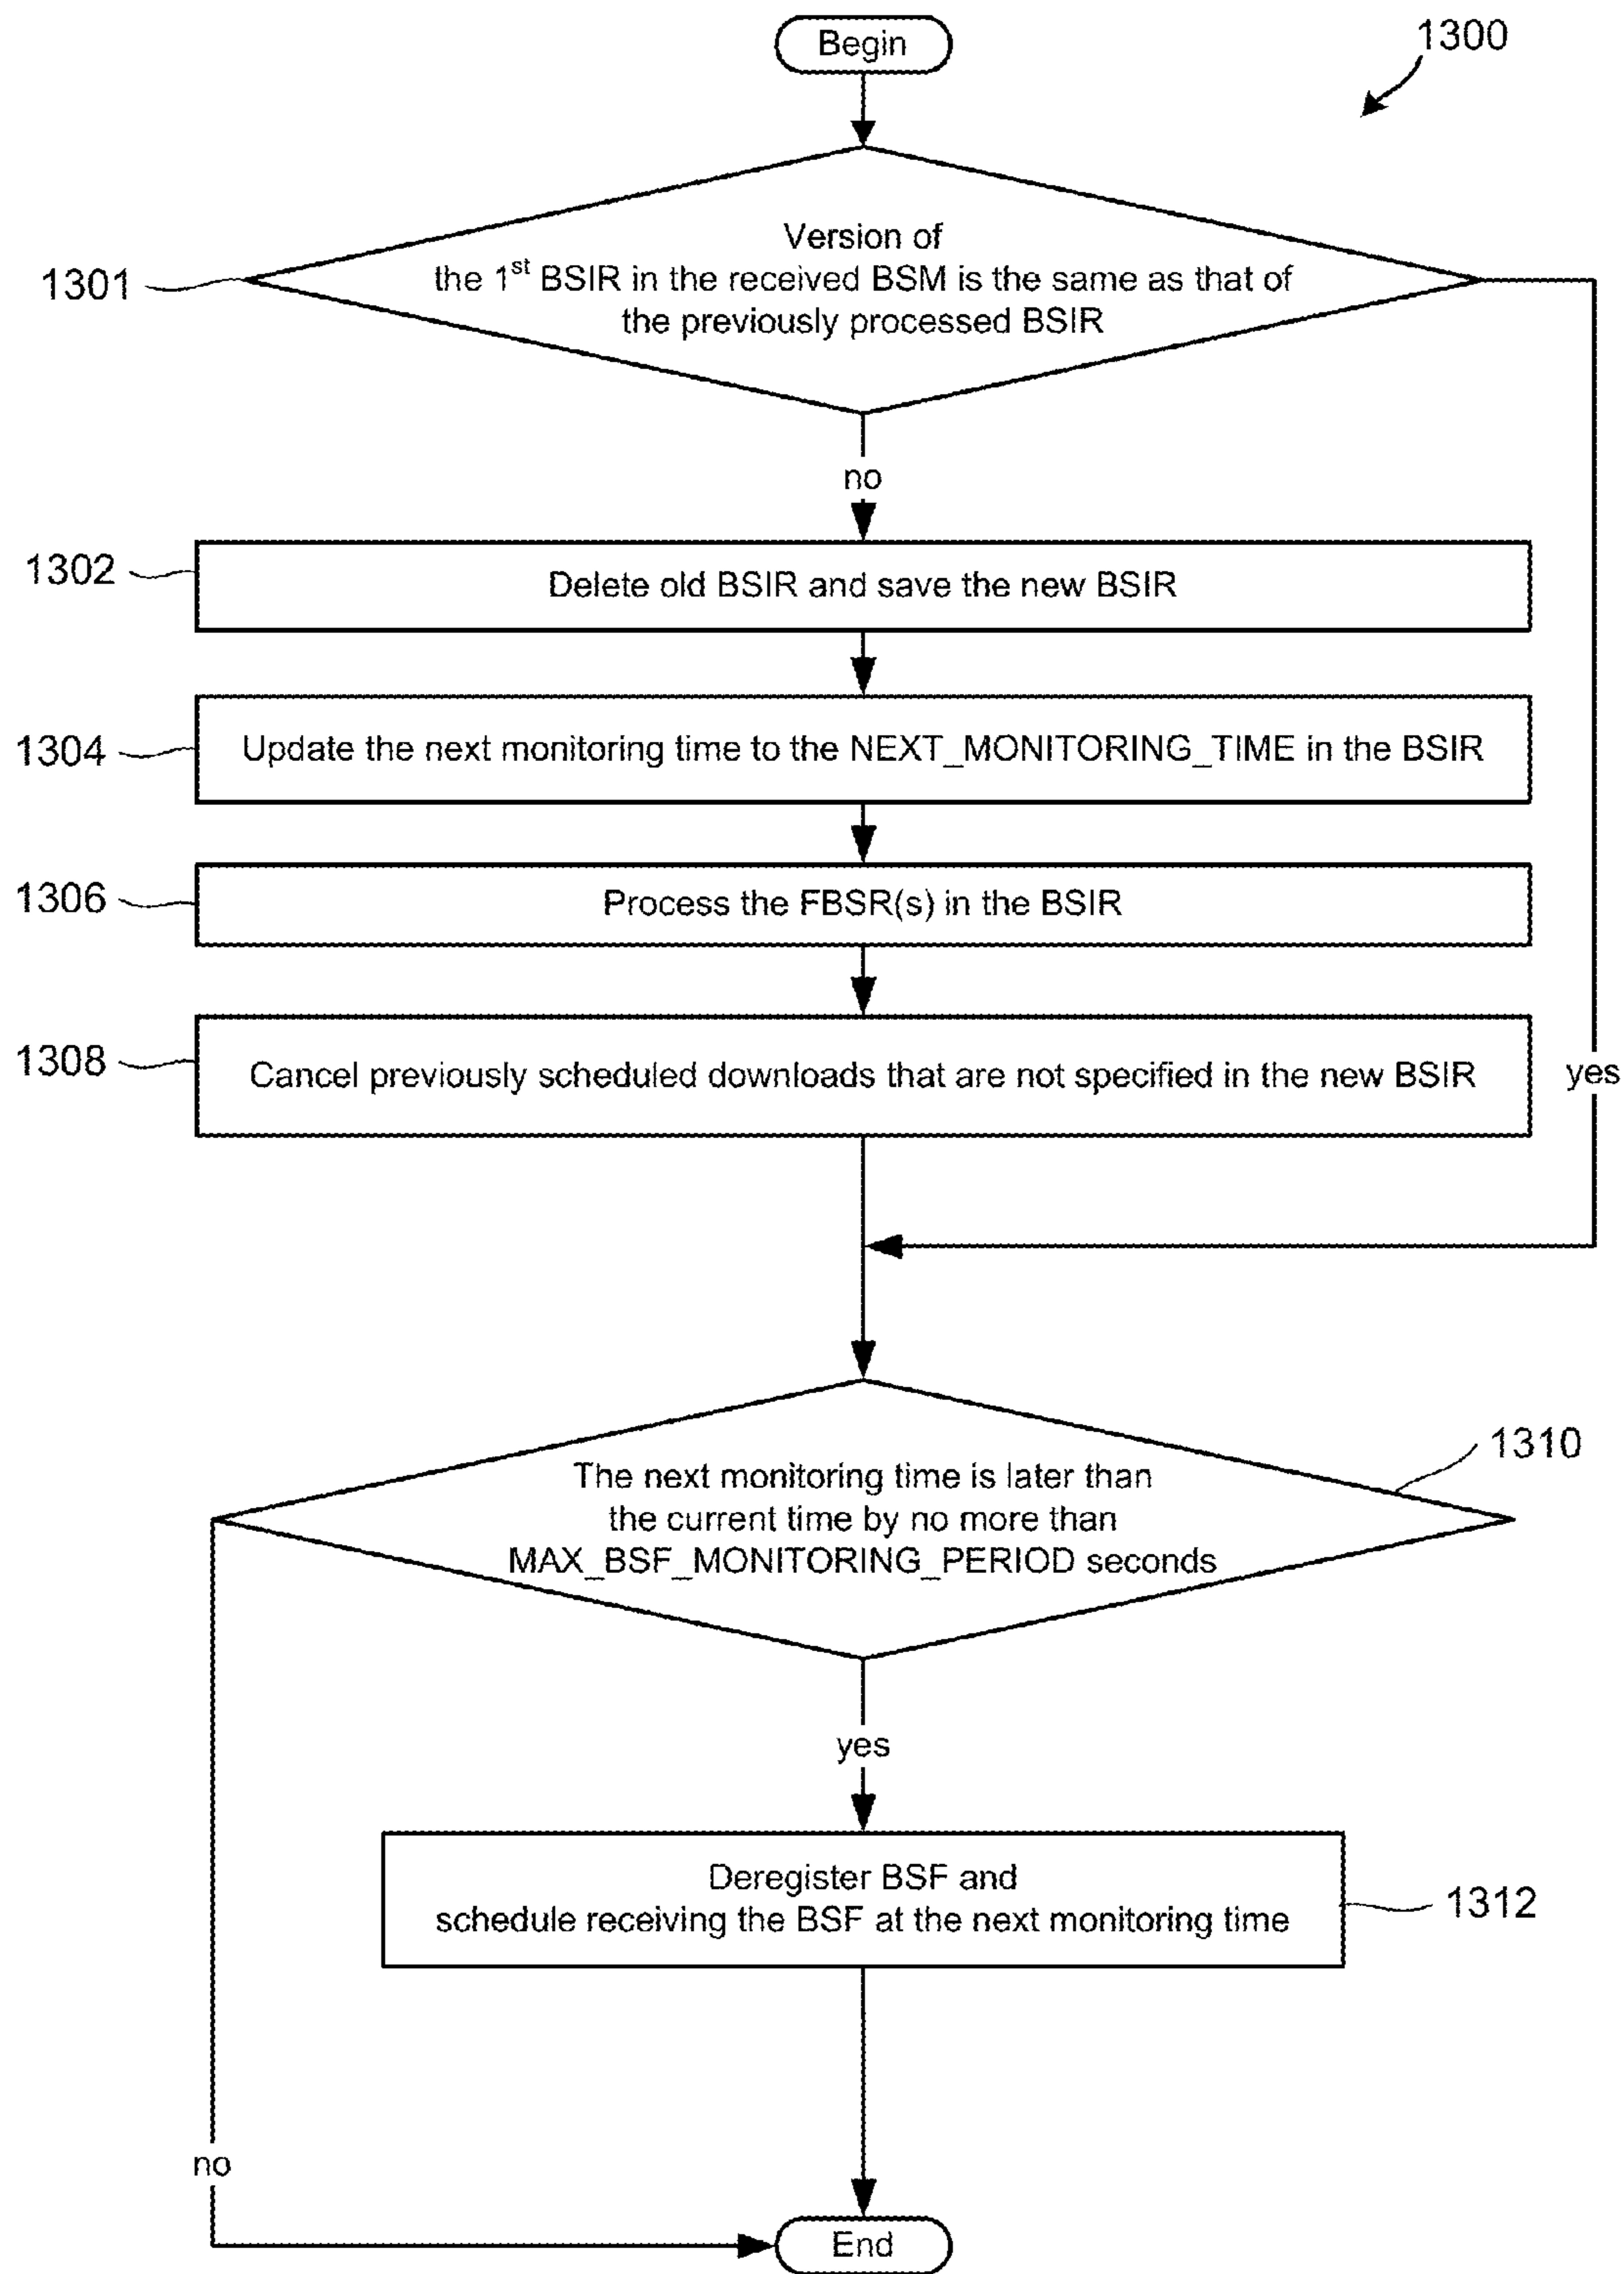 Begin
1300
Version of
the 1st BSIR in the received BSM is the same as that of
the previously processed BSIR
1301
no
1302
Delete old BSIR and save the new BSIR
1304
Update the next monitoring time to the NEXT_MONITORING_TIME in the BSIR
1306
Process the FBSR(s) in the BSIR
1308
Cancel previously scheduled downloads that are not specified in the new BSIR
yes
1310
The next monitoring time is later than
the current time by no more than
MAX_BSF_MONITORING_PERIOD seconds
yes
Deregister BSF and
schedule receiving the BSF at the next monitoring time
1312
no
End